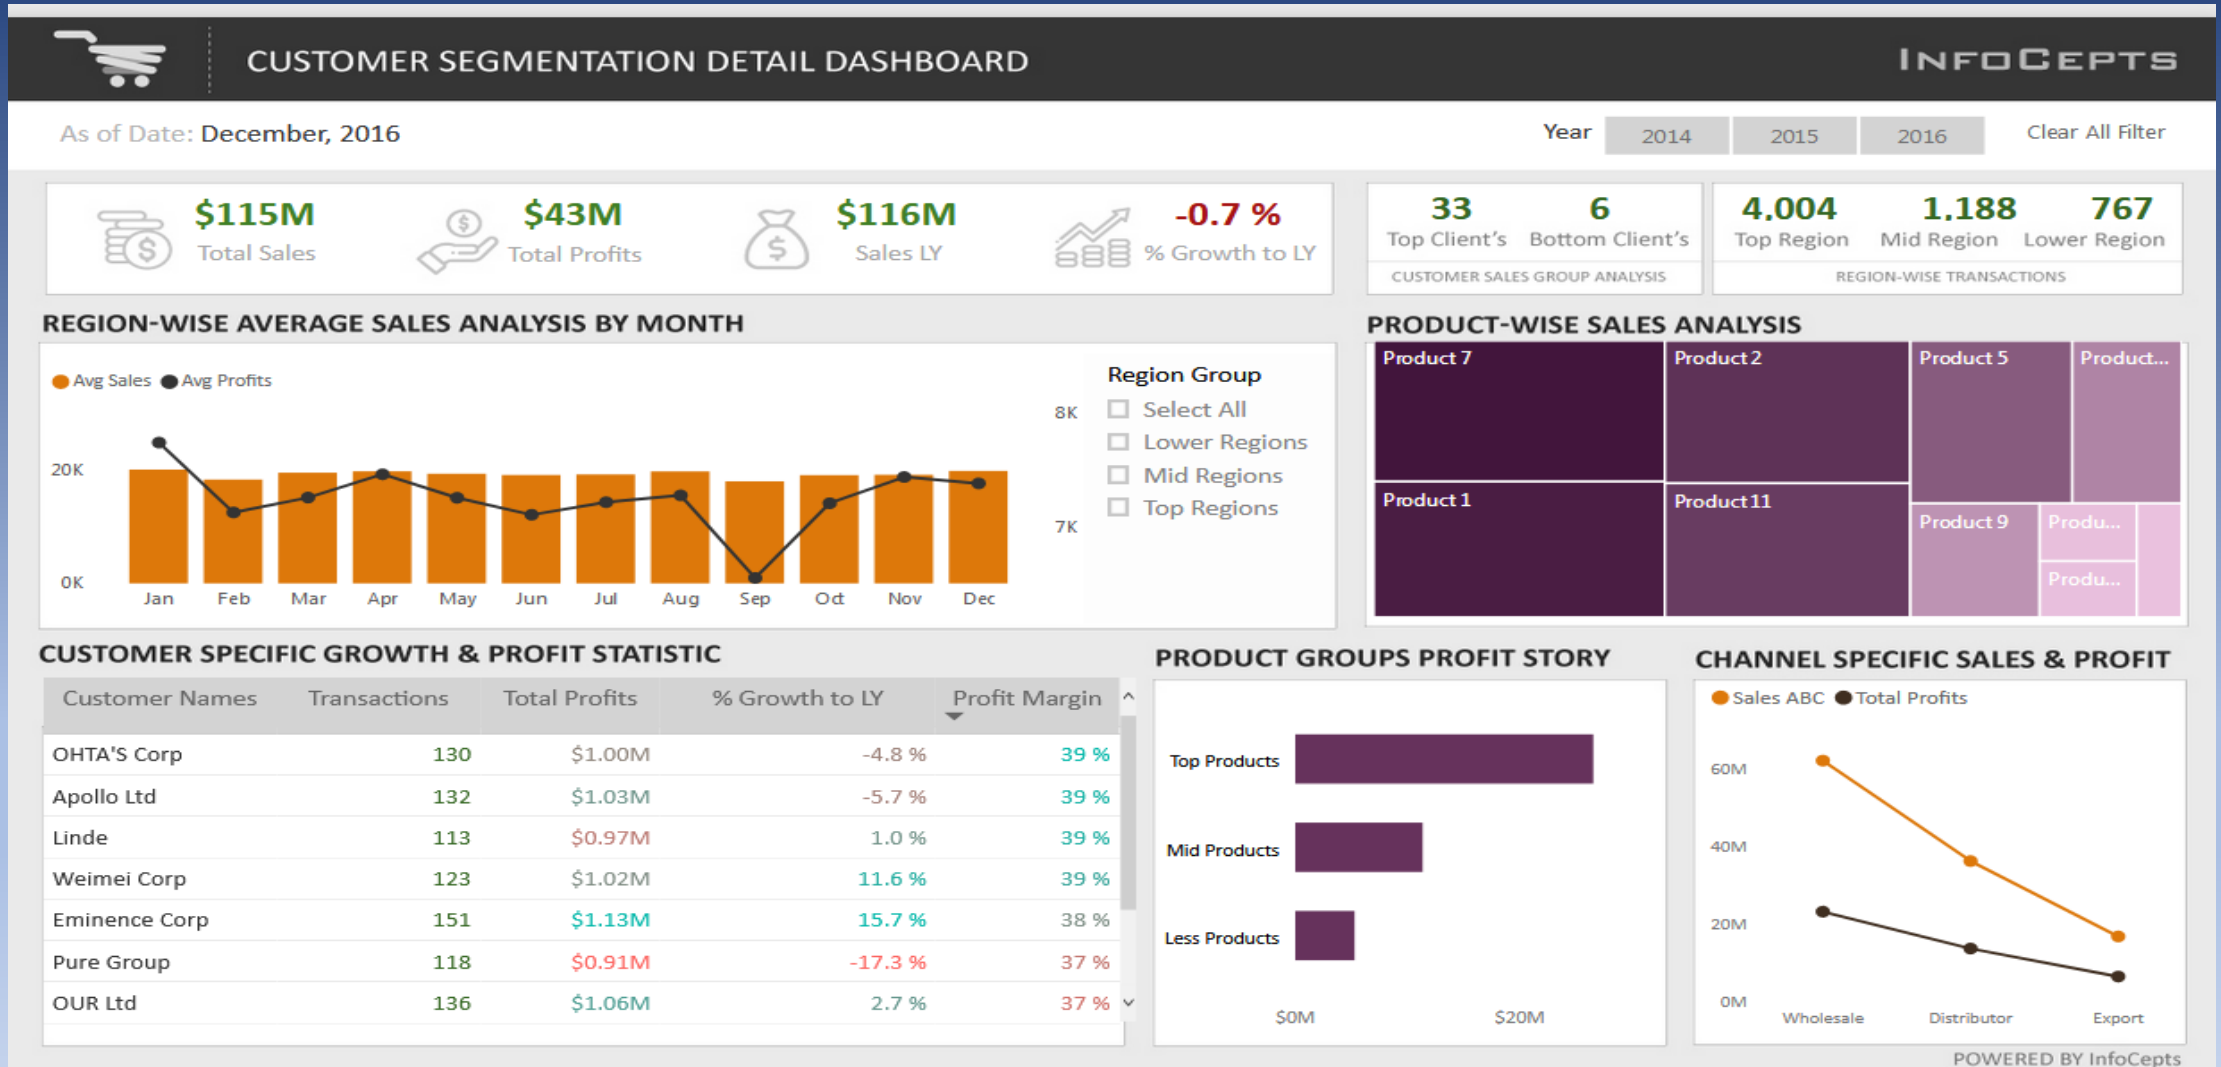 CUSTOMER SEGMENTATION DETAIL DASHBOARD
INFOCEPTS
As of Date: December, 2016
Year
2014
2015
2016
Clear All Filter
$115M
Total Sales
$43M
Total Profits
$116M
Sales LY
-0.7 %
% Growth to LY
33
Top Client's
6
Bottom Client's
CUSTOMER SALES GROUP ANALYSIS
4,004
Top Region
1,188
Mid Region
767
Lower Region
REGION-WISE TRANSACTIONS
REGION-WISE AVERAGE SALES ANALYSIS BY MONTH
Avg Sales
Avg Profits
20K
0K
8K
7K
Jan Feb Mar Apr May Jun Jul Aug Sep Oct Nov Dec
Region Group
Select All
Lower Regions
Mid Regions
Top Regions
PRODUCT-WISE SALES ANALYSIS
Product 7
Product 2
Product 5
Product...
Product 1
Product 11
Product 9
Produ...
Produ...
CUSTOMER SPECIFIC GROWTH & PROFIT STATISTIC
Customer Names Transactions Total Profits % Growth to LY Profit Margin
OHTA'S Corp 130 $1.00M -4.8 % 39 %
Apollo Ltd 132 $1.03M -5.7 % 39 %
Linde 113 $0.97M 1.0 % 39 %
Weimei Corp 123 $1.02M 11.6 % 39 %
Eminence Corp 151 $1.13M 15.7 % 38 %
Pure Group 118 $0.91M -17.3 % 37 %
OUR Ltd 136 $1.06M 2.7 % 37 %
PRODUCT GROUPS PROFIT STORY
Top Products
Mid Products
Less Products
$0M $20M
CHANNEL SPECIFIC SALES & PROFIT
Sales ABC
Total Profits
60M
40M
20M
0M
Wholesale Distributor Export
POWERED BY InfoCepts